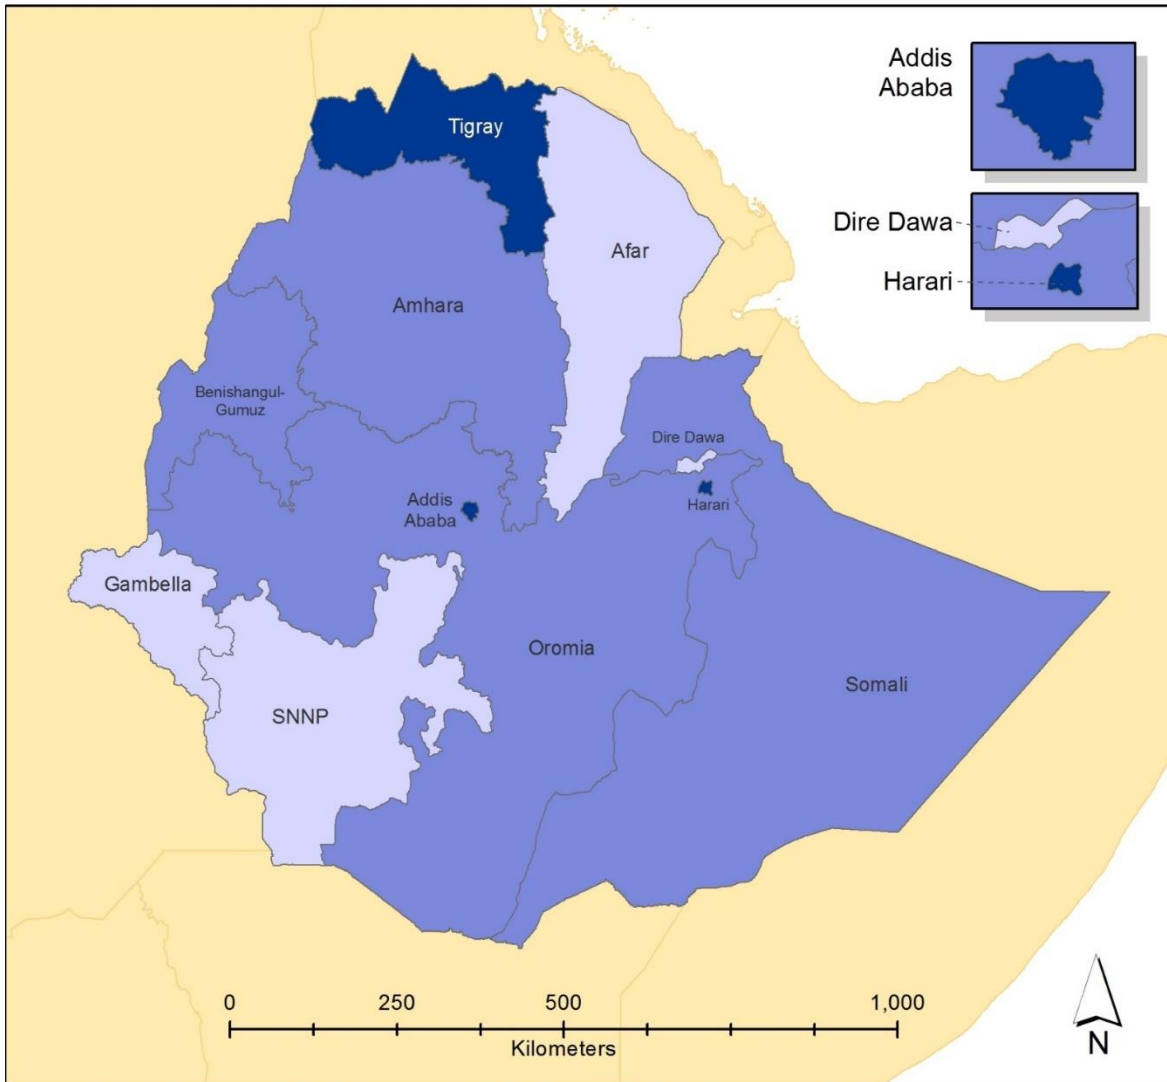 Addis
Ababa
Dire Dawa
Harari
Tigray
Afar
Amhara
Benishangul-
Gumuz
Dire Dawa
Harari
Addis
Ababa
Gambella
Oromia
Somali
SNNP
0 250 500 1,000
Kilometers
N